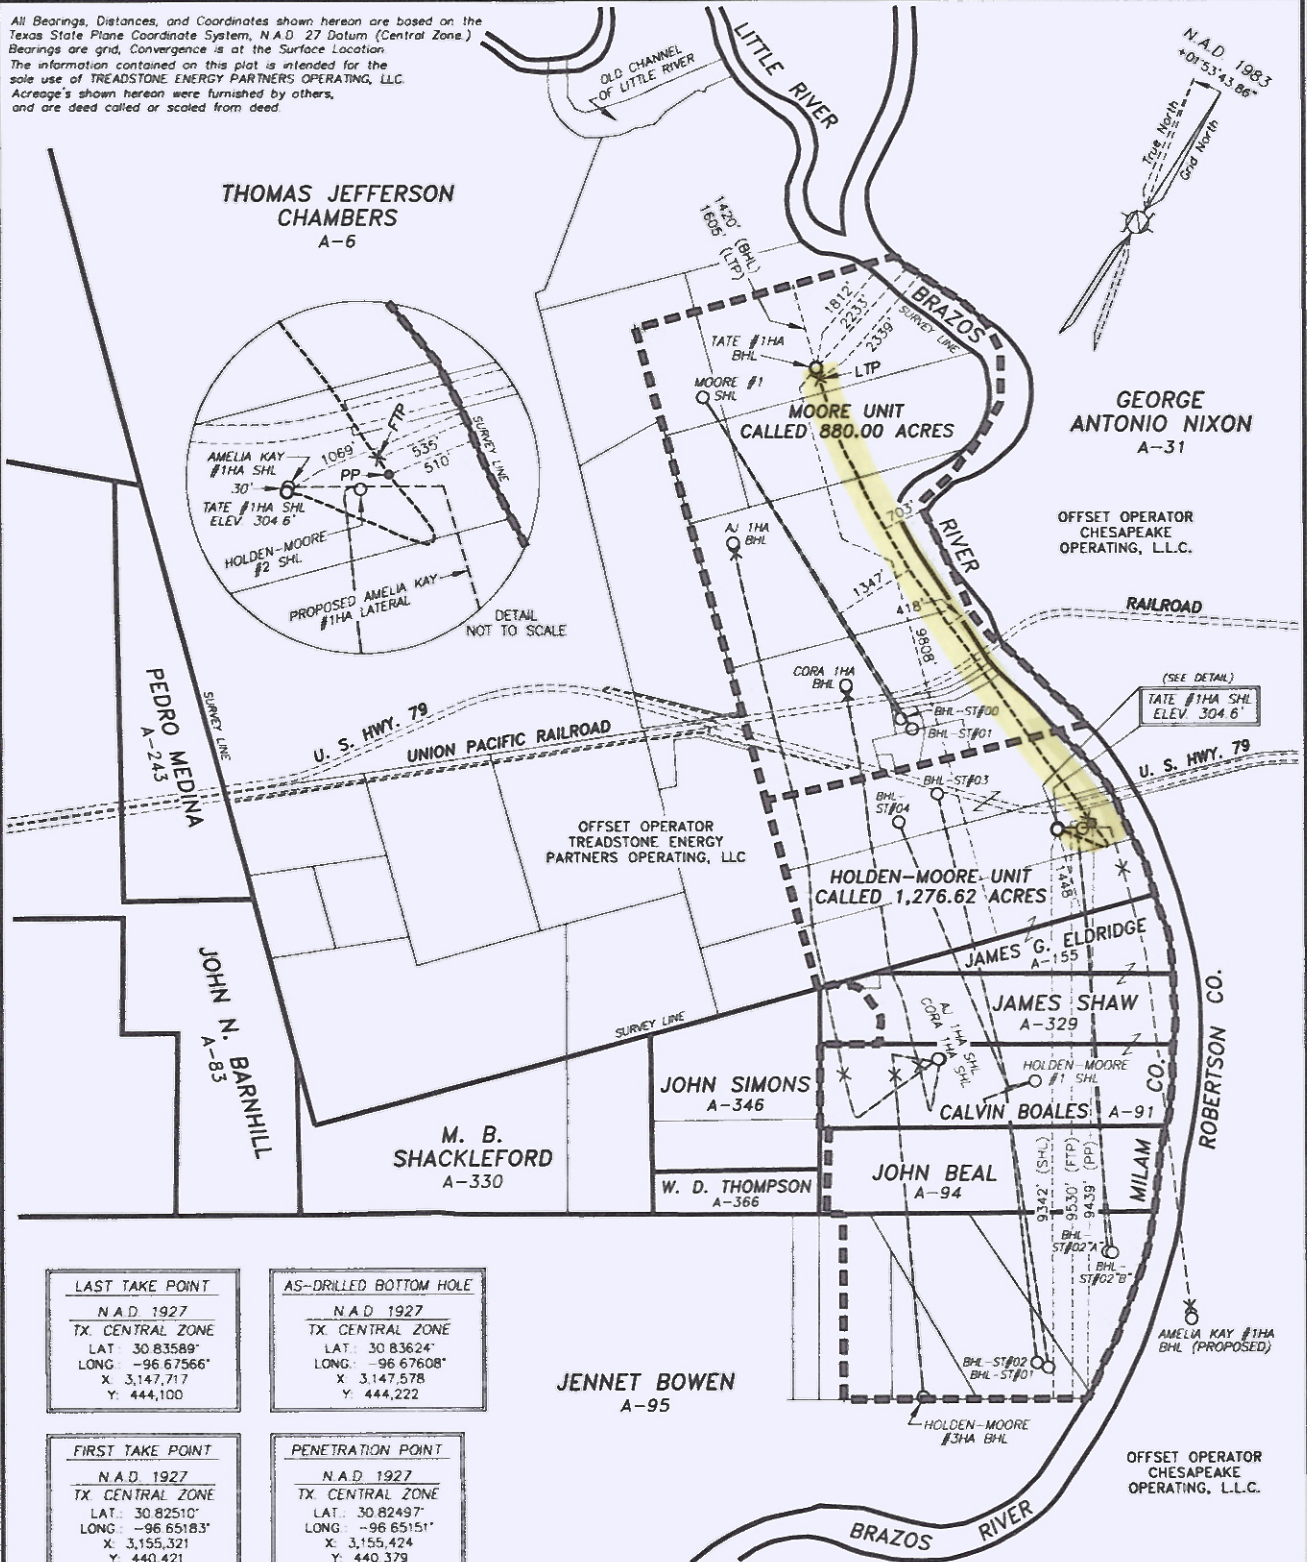 All Bearings, Distances, and Coordinates shown hereon are based on the
Texas State Plane Coordinate System, N.A.D. 27 Datum (Central Zone.)
Bearings are grid, Convergence is at the Surface Location.
The information contained on this plat is intended for the
sole use of TREADSTONE ENERGY PARTNERS OPERATING, LLC.
Acreage's shown hereon were furnished by others,
and are deed called or scaled from deed.
OLD CHANNEL
OF LITTLE RIVER
LITTLE RIVER
N.A.D. 1983
+01°53'43.86"
True North
Grid North
THOMAS JEFFERSON
CHAMBERS
A-6
1420' (BHL)
1605' (LTP)
1812'
2233'
2339'
BRAZOS
SURVEY LINE
TATE #1HA
BHL
LTP
MOORE #1
SHL
MOORE UNIT
CALLED 880.00 ACRES
GEORGE
ANTONIO NIXON
A-31
FTP
SURVEY LINE
AMELIA KAY
#1HA SHL
1069'
535'
510'
PP
30'
TATE #1HA SHL
ELEV. 304.6'
HOLDEN-MOORE
#2 SHL
PROPOSED AMELIA KAY
#1HA LATERAL
DETAIL
NOT TO SCALE
703'
RIVER
AJ 1HA
BHL
OFFSET OPERATOR
CHESAPEAKE
OPERATING, L.L.C.
1347'
418'
9808'
RAILROAD
CORA 1HA
BHL
BHL-ST#00
BHL-ST#01
(SEE DETAIL)
TATE #1HA SHL
ELEV. 304.6'
PEDRO MEDINA
A-243
SURVEY LINE
U. S. HWY. 79
UNION PACIFIC RAILROAD
U. S. HWY. 79
BHL-ST#03
BHL-
ST#04
OFFSET OPERATOR
TREADSTONE ENERGY
PARTNERS OPERATING, LLC
HOLDEN-MOORE UNIT
CALLED 1,276.62 ACRES
1448'
JAMES G. ELDRIDGE
A-155
JOHN N. BARNHILL
A-83
SURVEY LINE
JAMES SHAW
A-329
AJ 1HA SHL
CORA 1HA SHL
HOLDEN-MOORE
#1 SHL
ROBERTSON CO.
MILAM CO.
JOHN SIMONS
A-346
CALVIN BOALES A-91
M. B.
SHACKLEFORD
A-330
W. D. THOMPSON
A-366
JOHN BEAL
A-94
9342' (SHL)
9530' (FTP)
9439' (PP)
BHL-
ST#02"A"
BHL-
ST#02"B"
AMELIA KAY #1HA
BHL (PROPOSED)
BHL-ST#02
BHL-ST#01
JENNET BOWEN
A-95
HOLDEN-MOORE
#3HA BHL
OFFSET OPERATOR
CHESAPEAKE
OPERATING, L.L.C.
BRAZOS RIVER
LAST TAKE POINT
N.A.D. 1927
TX. CENTRAL ZONE
LAT.: 30.83589°
LONG.: -96.67566°
X: 3,147,717
Y: 444,100
AS-DRILLED BOTTOM HOLE
N.A.D. 1927
TX. CENTRAL ZONE
LAT.: 30.83624°
LONG.: -96.67608°
X: 3,147,578
Y: 444,222
FIRST TAKE POINT
N.A.D. 1927
TX. CENTRAL ZONE
LAT.: 30.82510°
LONG.: -96.65183°
X: 3,155,321
Y: 440,421
PENETRATION POINT
N.A.D. 1927
TX. CENTRAL ZONE
LAT.: 30.82497°
LONG.: -96.65151°
X: 3,155,424
Y: 440,379